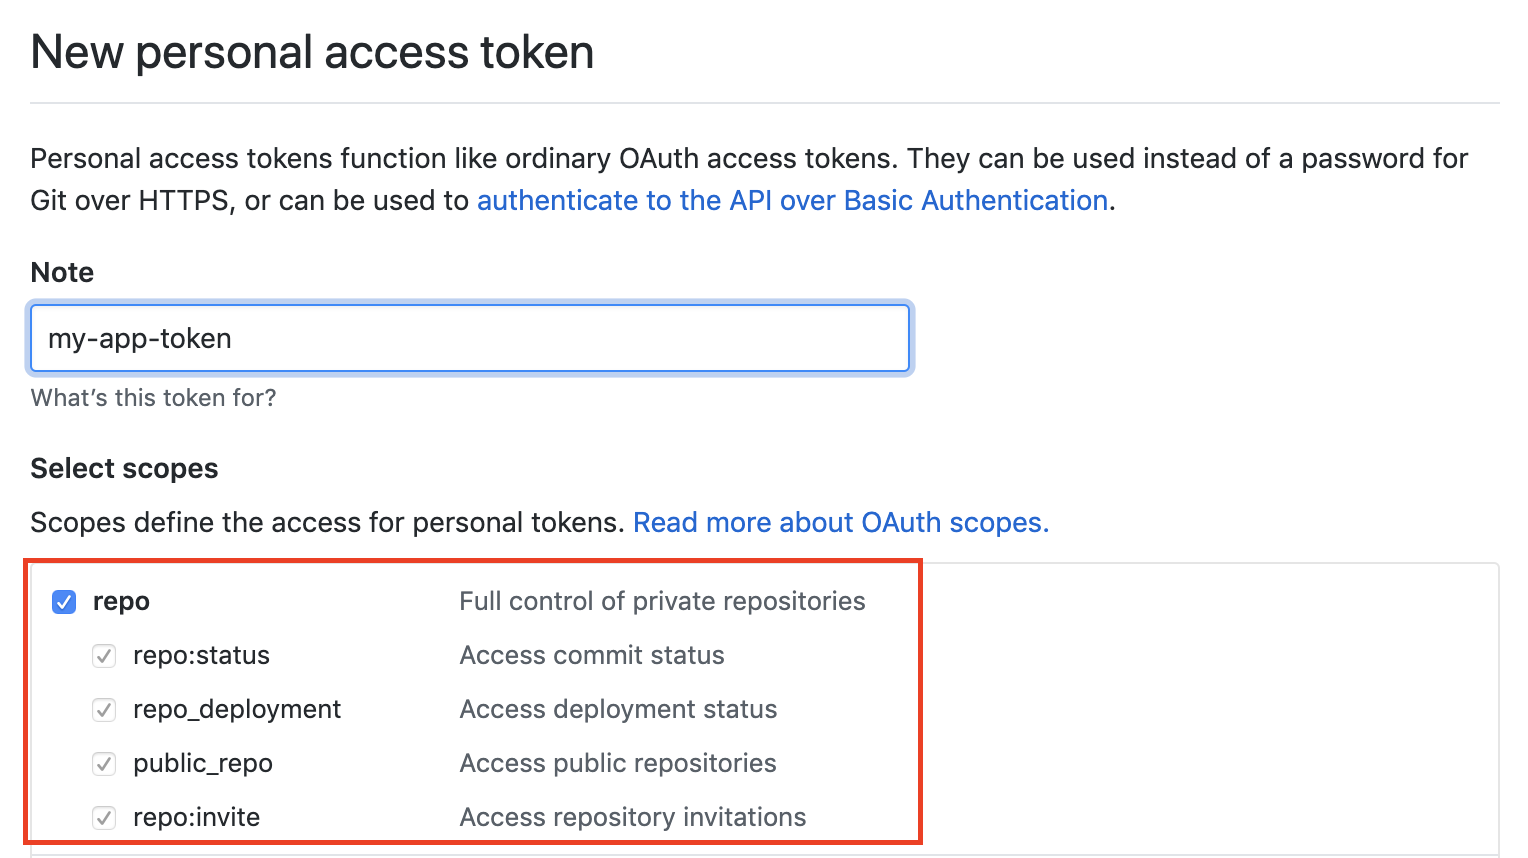 New personal access token
Personal access tokens function like ordinary OAuth access tokens. They can be used instead of a password for
Git over HTTPS, or can be used to authenticate to the API over Basic Authentication.
Note
my-app-token
What’s this token for?
Select scopes
Scopes define the access for personal tokens. Read more about OAuth scopes.
repo Full control of private repositories
repo:status Access commit status
repo_deployment Access deployment status
public_repo Access public repositories
repo:invite Access repository invitations